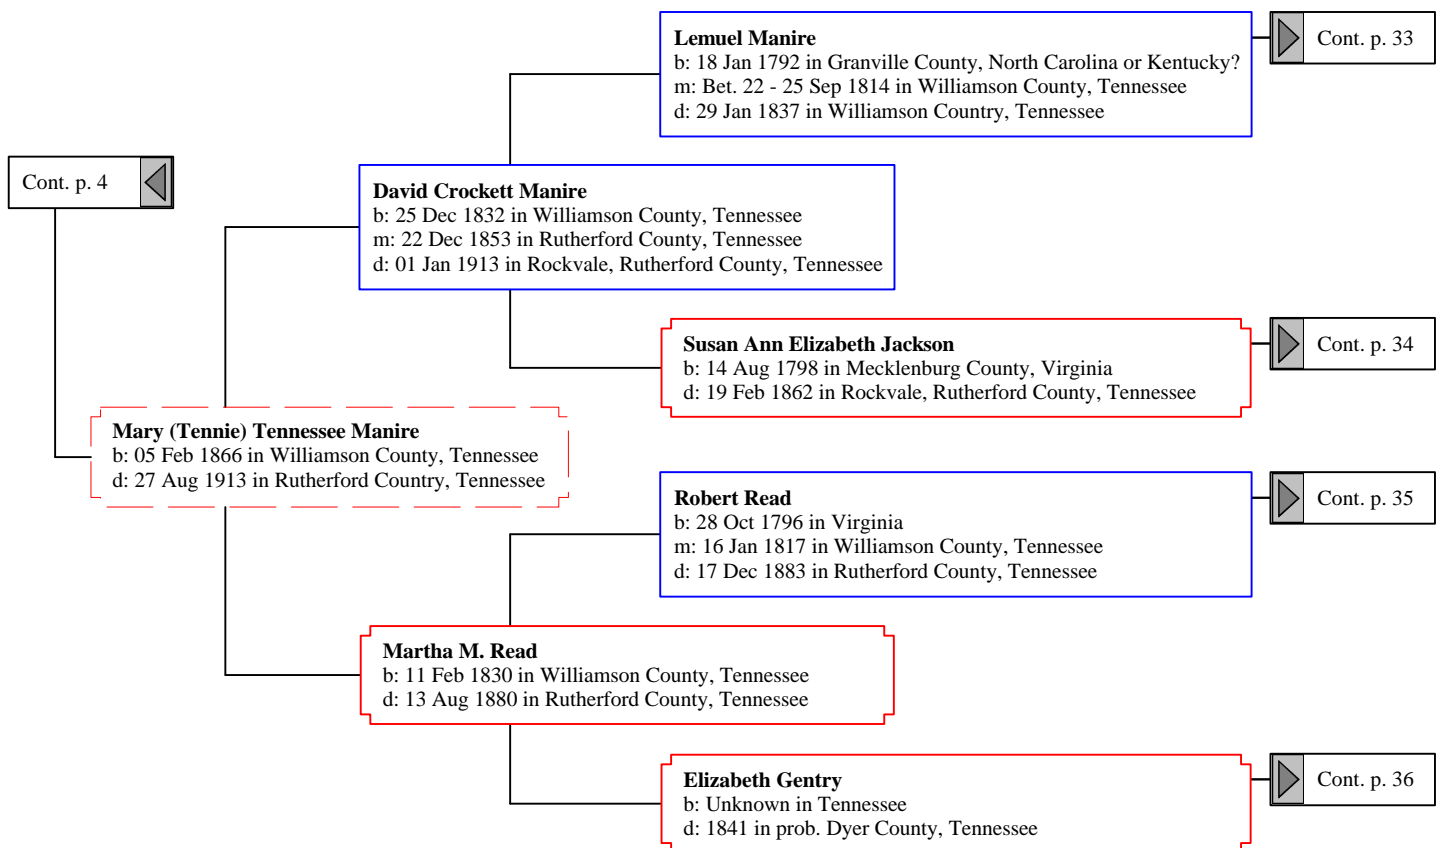 Lemuel Manire
b: 18 Jan 1792 in Granville County, North Carolina or Kentucky?
m: Bet. 22 - 25 Sep 1814 in Williamson County, Tennessee
d: 29 Jan 1837 in Williamson Country, Tennessee
Cont. p. 33
Cont. p. 4
David Crockett Manire
b: 25 Dec 1832 in Williamson County, Tennessee
m: 22 Dec 1853 in Rutherford County, Tennessee
d: 01 Jan 1913 in Rockvale, Rutherford County, Tennessee
Susan Ann Elizabeth Jackson
b: 14 Aug 1798 in Mecklenburg County, Virginia
d: 19 Feb 1862 in Rockvale, Rutherford County, Tennessee
Cont. p. 34
Mary (Tennie) Tennessee Manire
b: 05 Feb 1866 in Williamson County, Tennessee
d: 27 Aug 1913 in Rutherford Country, Tennessee
Robert Read
b: 28 Oct 1796 in Virginia
m: 16 Jan 1817 in Williamson County, Tennessee
d: 17 Dec 1883 in Rutherford County, Tennessee
Cont. p. 35
Martha M. Read
b: 11 Feb 1830 in Williamson County, Tennessee
d: 13 Aug 1880 in Rutherford County, Tennessee
Elizabeth Gentry
b: Unknown in Tennessee
d: 1841 in prob. Dyer County, Tennessee
Cont. p. 36